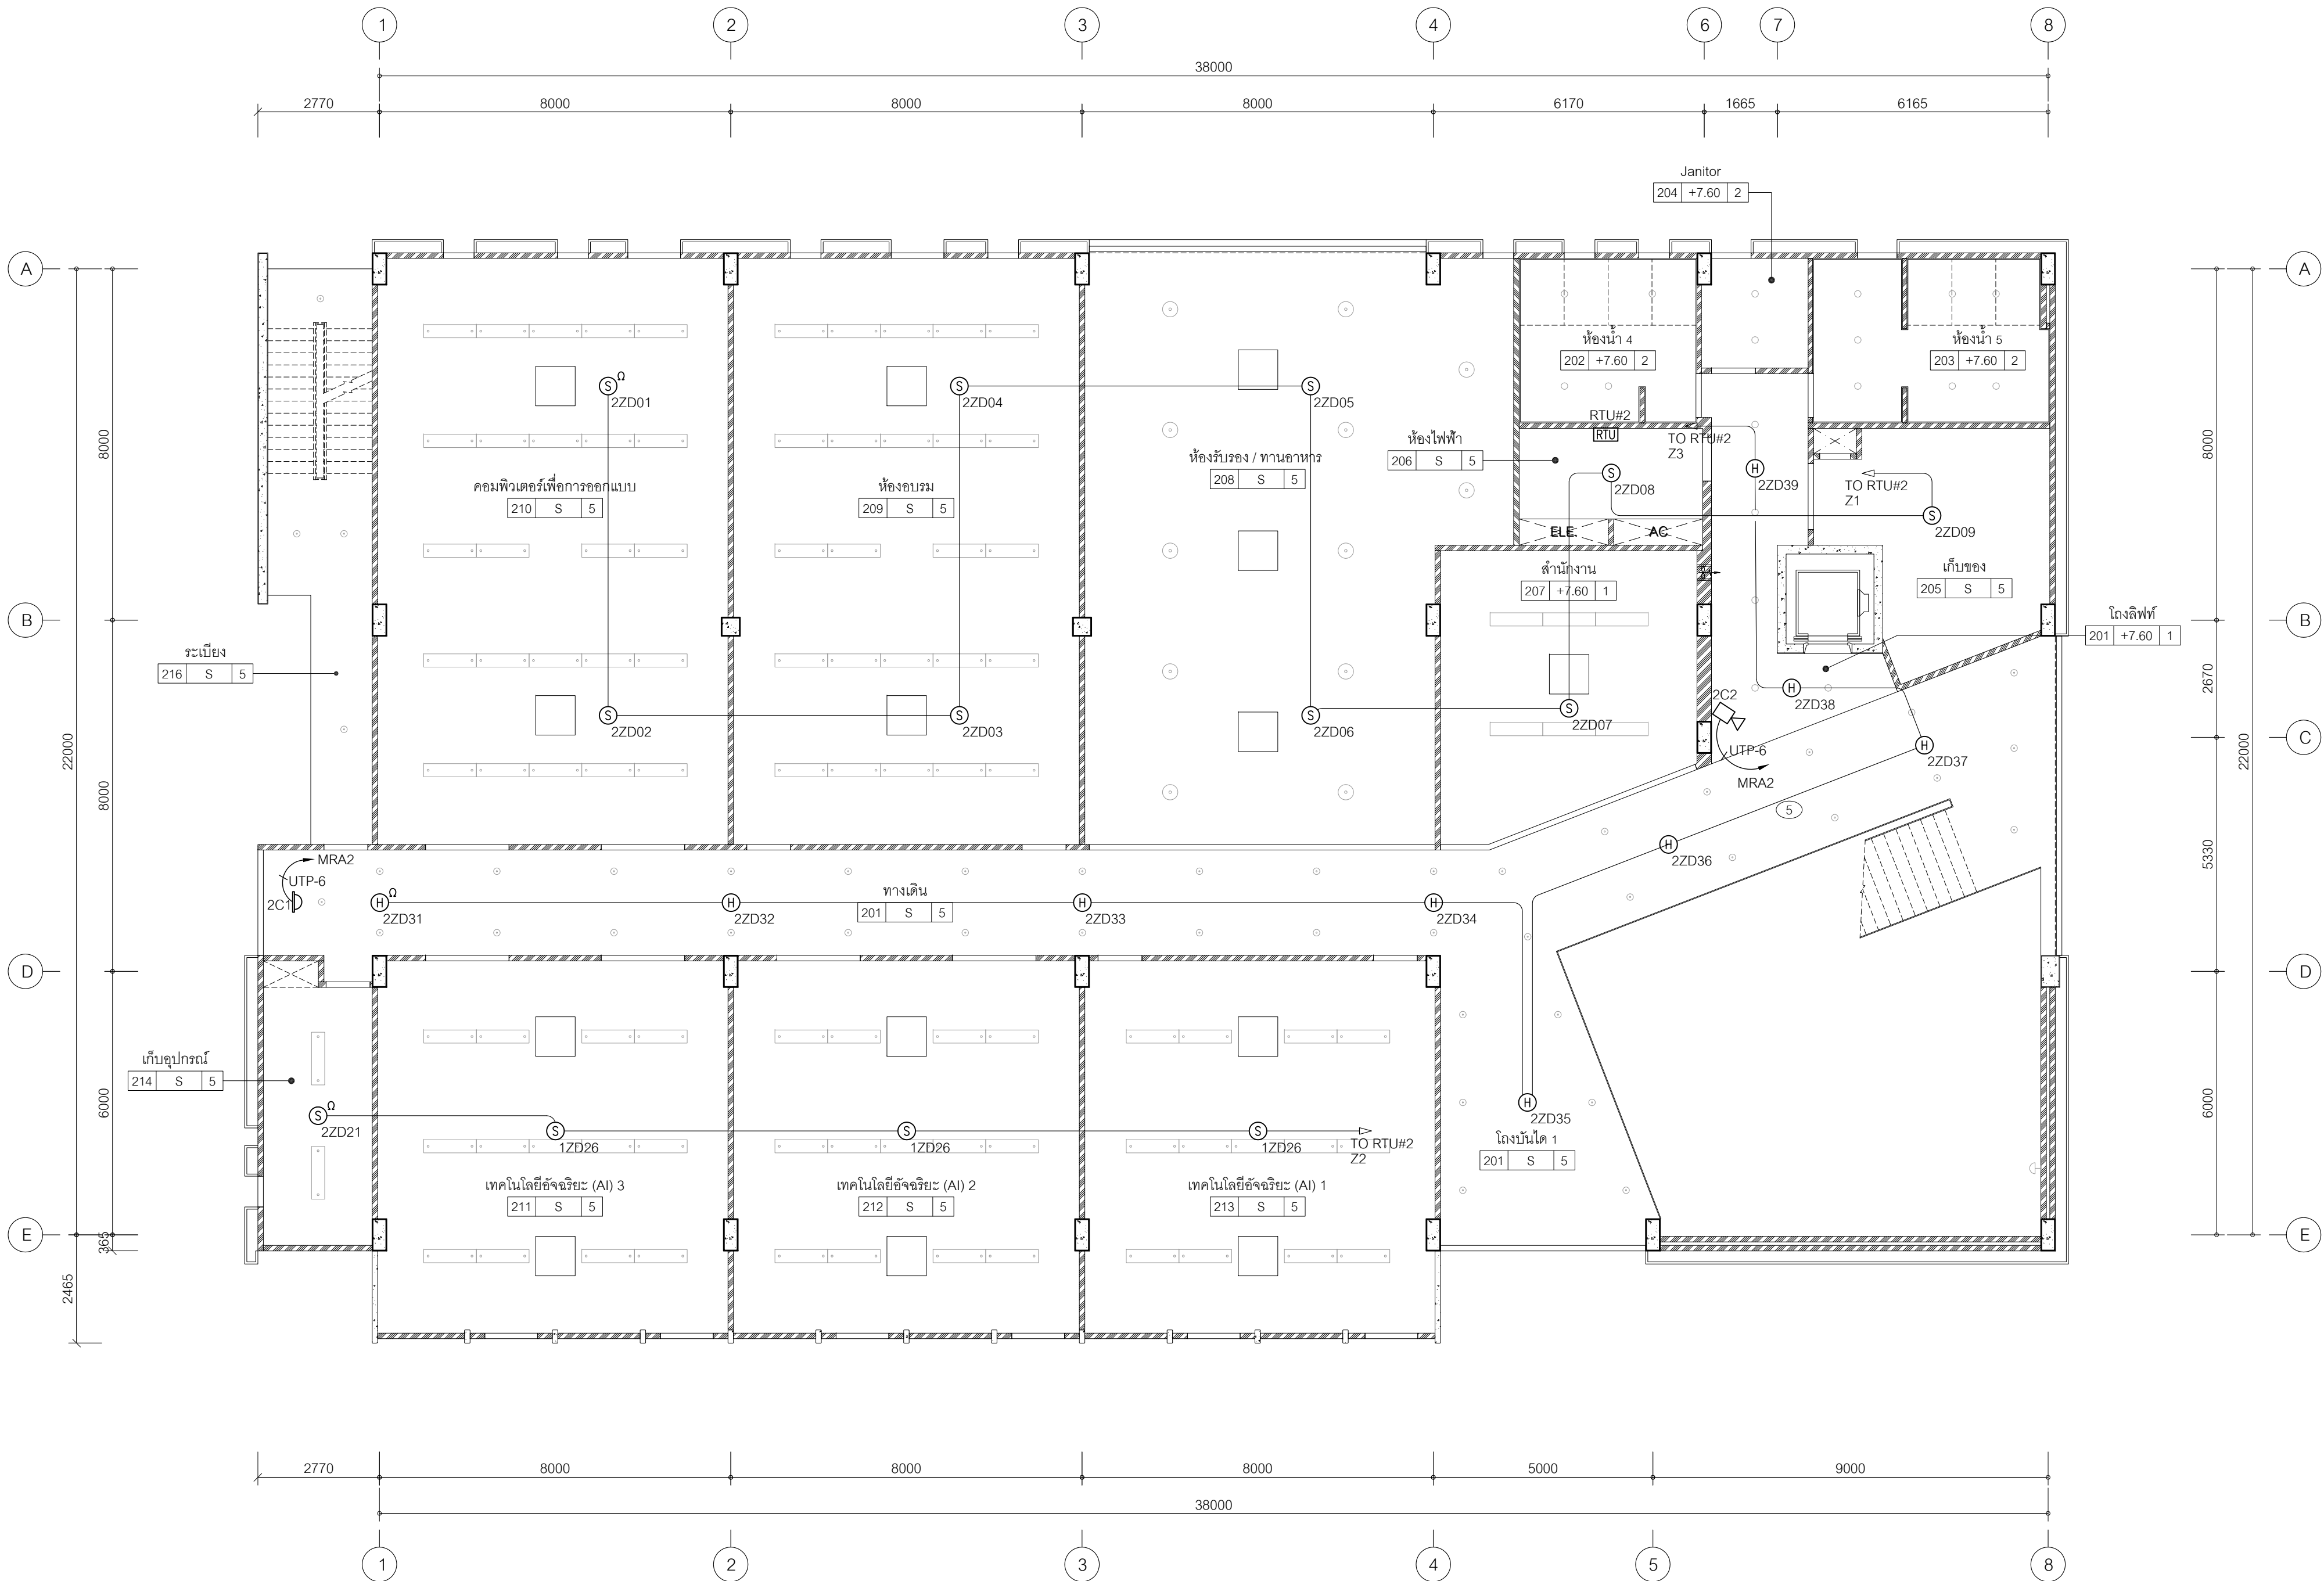 1 2 3 4 6 7 8
38000
2770 8000 8000 8000 6170 1665 6165
Janitor
204 +7.60 2
A
A
ห้องน้ำ 4
202 +7.60 2
ห้องน้ำ 5
203 +7.60 2
Ω
2ZD01
2ZD04
2ZD05
RTU#2
RTU
TO RTU#2
Z3
8000
8000
ห้องไฟฟ้า
206 S 5
ห้องรับรอง / ทานอาหาร
208 S 5
คอมพิวเตอร์เพื่อการออกแบบ
210 S 5
ห้องอบรม
209 S 5
S
2ZD08
H
2ZD39
TO RTU#2
Z1
S
2ZD09
ELE.
AC
สำนักงาน
207 +7.60 1
เก็บของ
205 S 5
B
B
โถงลิฟท์
201 +7.60 1
ระเบียง
216 S 5
2670
2C2
H
2ZD38
S
2ZD02
S
2ZD03
S
2ZD06
S
2ZD07
C
22000
22000
UTP-6
MRA2
H
2ZD37
8000
5
5330
H
2ZD36
MRA2
UTP-6
2C1
Ω
H
2ZD31
H
2ZD32
ทางเดิน
201 S 5
H
2ZD33
H
2ZD34
D
D
เก็บอุปกรณ์
214 S 5
6000
6000
Ω
S
2ZD21
S
1ZD26
S
1ZD26
S
1ZD26
TO RTU#2
Z2
H
2ZD35
โถงบันได 1
201 S 5
เทคโนโลยีอัจฉริยะ (AI) 3
211 S 5
เทคโนโลยีอัจฉริยะ (AI) 2
212 S 5
เทคโนโลยีอัจฉริยะ (AI) 1
213 S 5
E
E
365
2465
2770 8000 8000 8000 5000 9000
38000
1 2 3 4 5 8